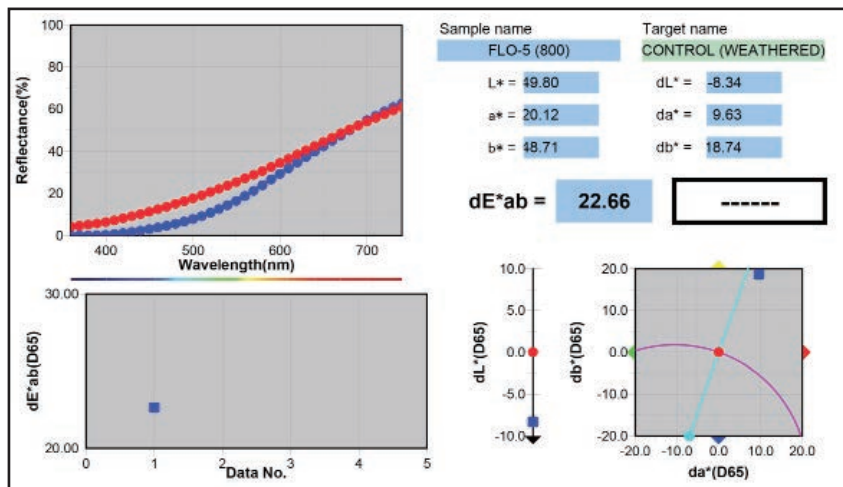 Reflectance(%)
100
80
60
40
20
0
400 500 600 700
Wavelength(nm)
Sample name
FLO-5 (800)
Target name
CONTROL (WEATHERED)
L* = 49.80
dL* = -8.34
a* = 20.12
da* = 9.63
b* = 48.71
db* = 18.74
dE*ab = 22.66
------
dE*ab(D65)
30.00
20.00
0 1 2 3 4 5
Data No.
dL*(D65)
10.0
5.0
0.0
-5.0
-10.0
db*(D65)
20.0
10.0
0.0
-10.0
-20.0
-20.0 -10.0 0.0 10.0 20.0
da*(D65)